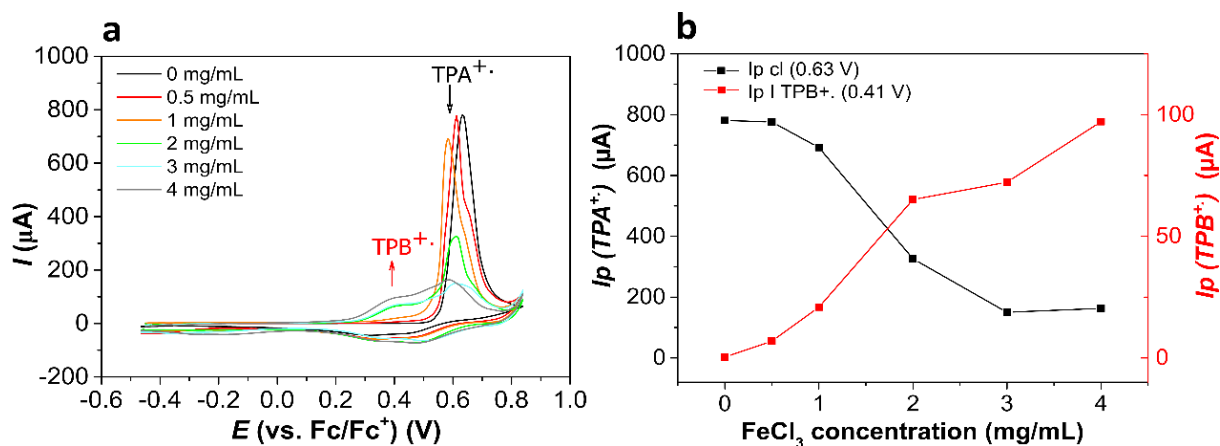 a
1000
800
600
400
200
0
-200
I (µA)
0 mg/mL
0.5 mg/mL
1 mg/mL
2 mg/mL
3 mg/mL
4 mg/mL
TPA+·
TPB+·
-0.6 -0.4 -0.2 0.0 0.2 0.4 0.6 0.8 1.0
E (vs. Fc/Fc+) (V)
b
1000
800
600
400
200
0
Ip (TPA+·) (µA)
Ip cl (0.63 V)
Ip I TPB+. (0.41 V)
100
50
0
Ip (TPB+·) (µA)
0 1 2 3 4
FeCl3 concentration (mg/mL)